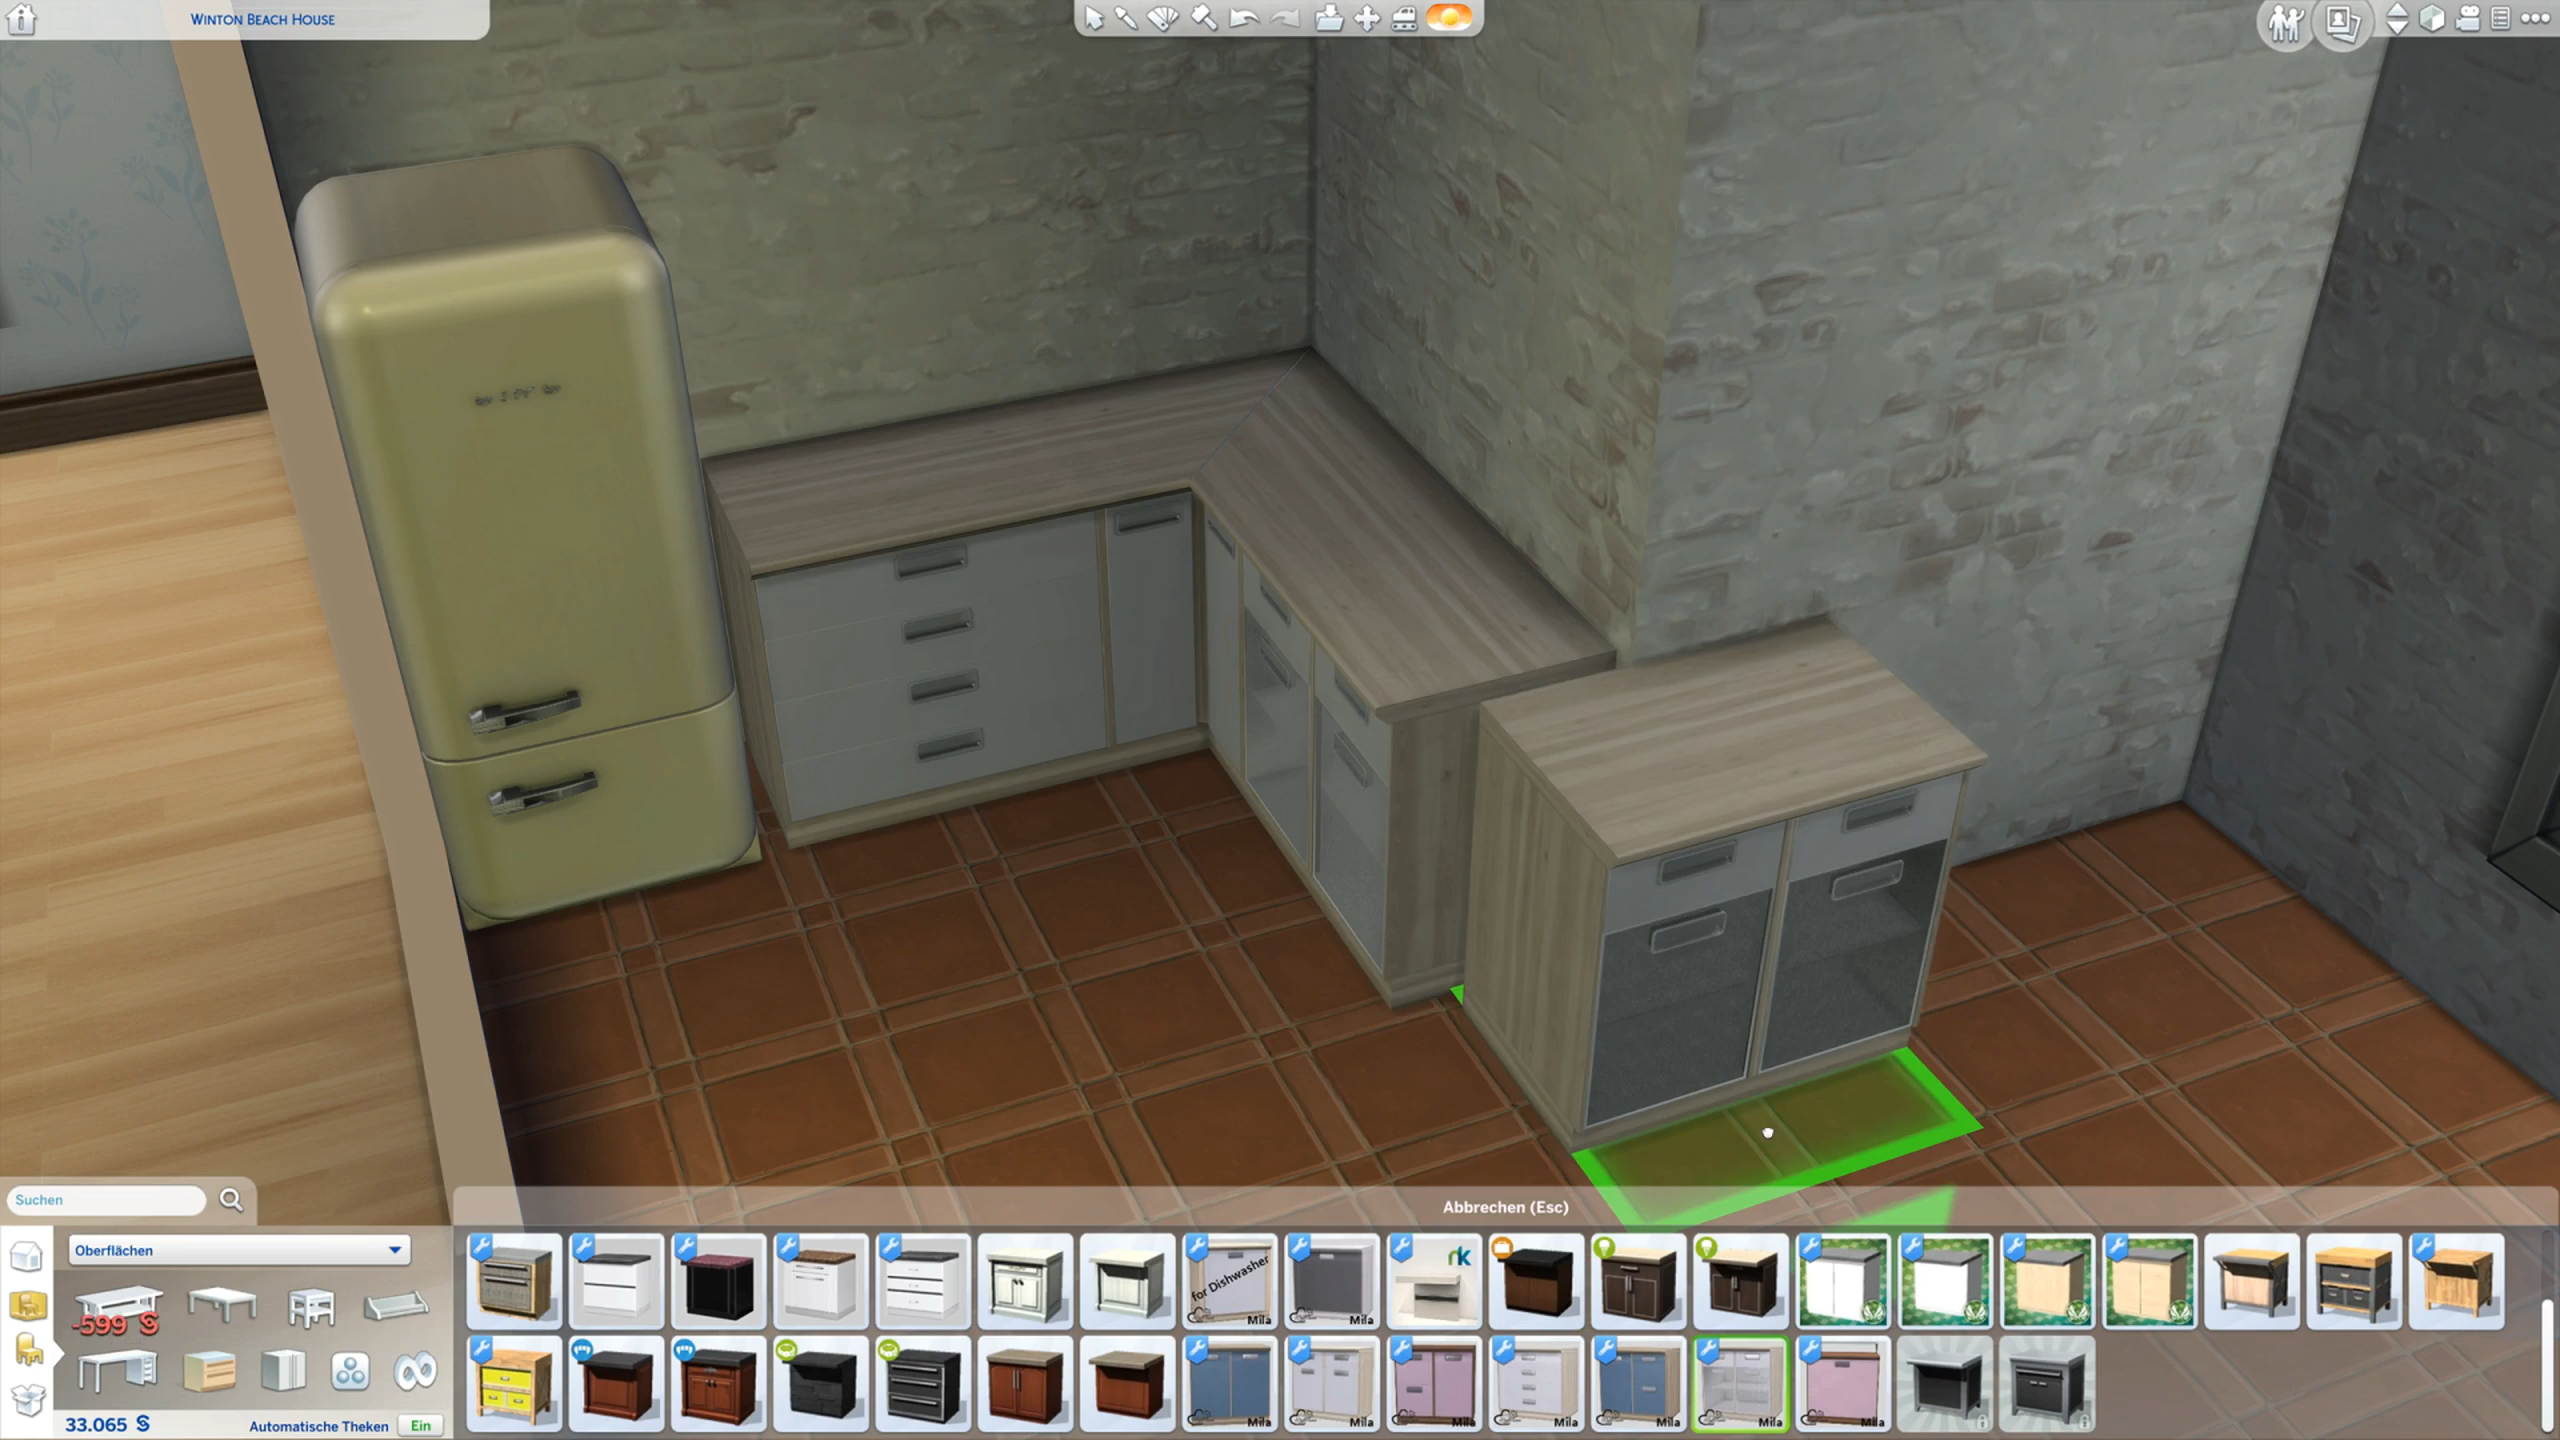 WINTON BEACH HOUSE
Abbrechen (Esc)
Suchen
Oberflächen
-599 §
33.065 §
Automatische Theken
Ein
for Dishwasher
Mila
Mila
nk
Mila
Mila
Mila
Mila
Mila
Mila
Mila